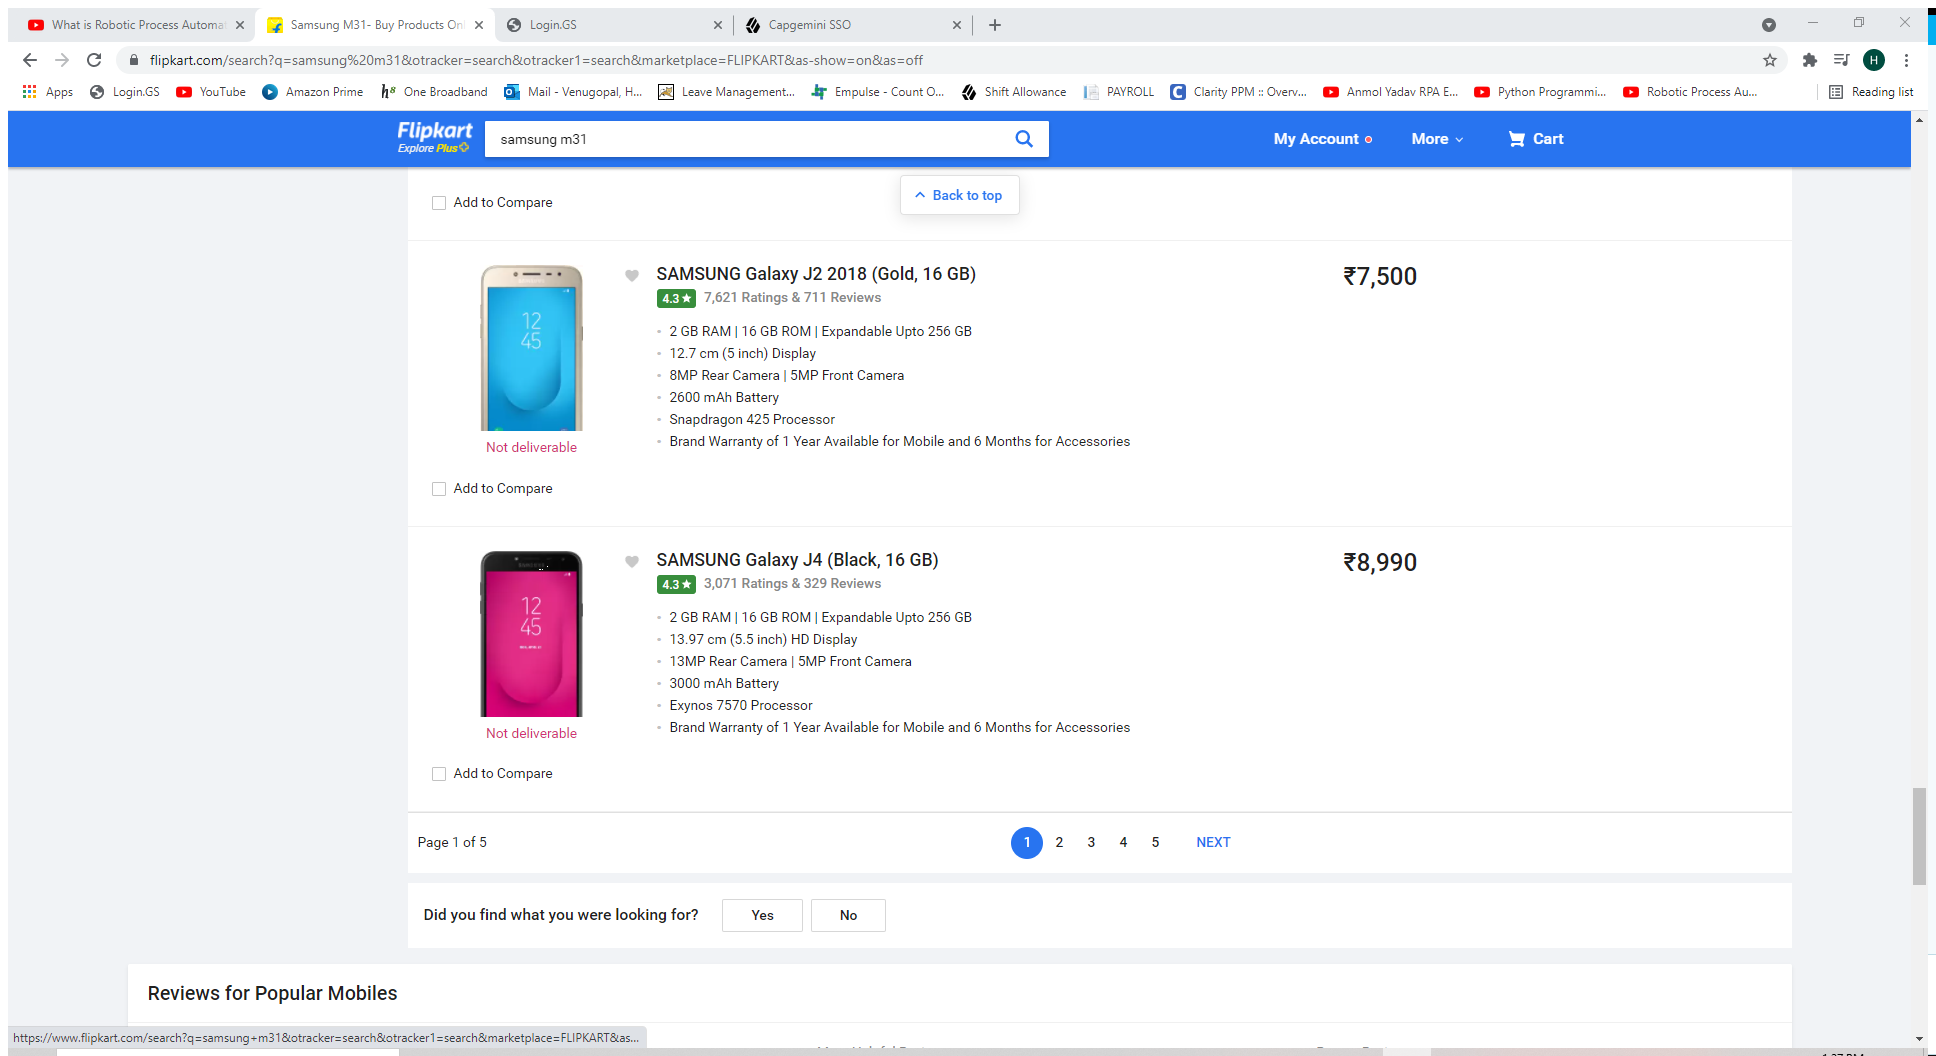 What is Robotic Process Automa
Samsung M31- Buy Products Onl
Login.GS
Capgemini SSO
flipkart.com/search?q=samsung%20m31&otracker=search&otracker1=search&marketplace=FLIPKART&as-show=on&as=off
H
Apps
Login.GS
YouTube
Amazon Prime
One Broadband
Mail - Venugopal, H...
Leave Management...
Empulse - Count O...
Shift Allowance
PAYROLL
Clarity PPM :: Overv...
Anmol Yadav RPA E...
Python Programmi...
Robotic Process Au...
Reading list
Flipkart
Explore Plus
samsung m31
My Account
More
Cart
Back to top
Add to Compare
SAMSUNG Galaxy J2 2018 (Gold, 16 GB)
₹7,500
4.3★ 7,621 Ratings & 711 Reviews
12
45
2 GB RAM | 16 GB ROM | Expandable Upto 256 GB
12.7 cm (5 inch) Display
8MP Rear Camera | 5MP Front Camera
2600 mAh Battery
Snapdragon 425 Processor
Brand Warranty of 1 Year Available for Mobile and 6 Months for Accessories
Not deliverable
Add to Compare
SAMSUNG Galaxy J4 (Black, 16 GB)
₹8,990
4.3★ 3,071 Ratings & 329 Reviews
SAMSUNG
12
45
2 GB RAM | 16 GB ROM | Expandable Upto 256 GB
13.97 cm (5.5 inch) HD Display
13MP Rear Camera | 5MP Front Camera
3000 mAh Battery
Exynos 7570 Processor
Brand Warranty of 1 Year Available for Mobile and 6 Months for Accessories
Not deliverable
Add to Compare
Page 1 of 5
1 2 3 4 5 NEXT
Did you find what you were looking for?
Yes
No
Reviews for Popular Mobiles
https://www.flipkart.com/search?q=samsung+m31&otracker=search&otracker1=search&marketplace=FLIPKART&as...